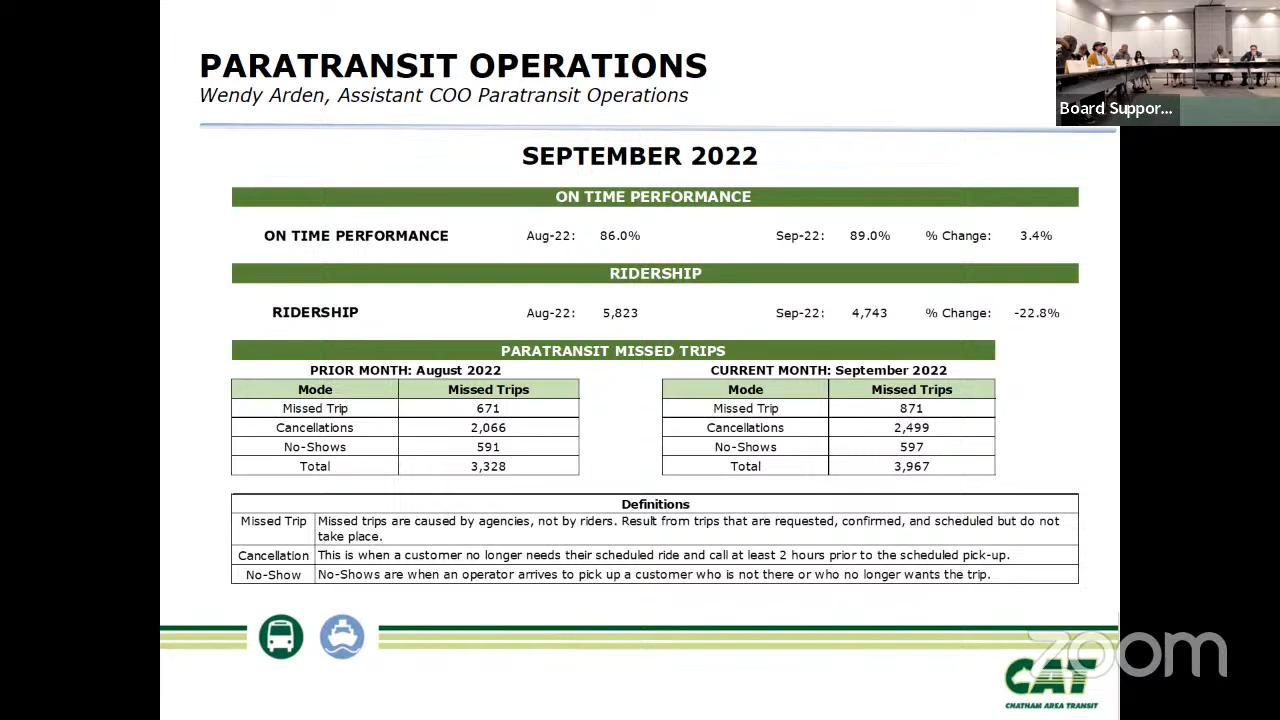 PARATRANSIT OPERATIONS
Wendy Arden, Assistant COO Paratransit Operations
Board Suppor...
SEPTEMBER 2022
ON TIME PERFORMANCE
ON TIME PERFORMANCE Aug-22: 86.0% Sep-22: 89.0% % Change: 3.4%
RIDERSHIP
RIDERSHIP Aug-22: 5,823 Sep-22: 4,743 % Change: -22.8%
PARATRANSIT MISSED TRIPS
PRIOR MONTH: August 2022 CURRENT MONTH: September 2022
Mode Missed Trips Mode Missed Trips
Missed Trip 671 Missed Trip 871
Cancellations 2,066 Cancellations 2,499
No-Shows 591 No-Shows 597
Total 3,328 Total 3,967
Definitions
Missed Trip Missed trips are caused by agencies, not by riders. Result from trips that are requested, confirmed, and scheduled but do not
take place.
Cancellation This is when a customer no longer needs their scheduled ride and call at least 2 hours prior to the scheduled pick-up.
No-Show No-Shows are when an operator arrives to pick up a customer who is not there or who no longer wants the trip.
zoom
CAT
CHATHAM AREA TRANSIT